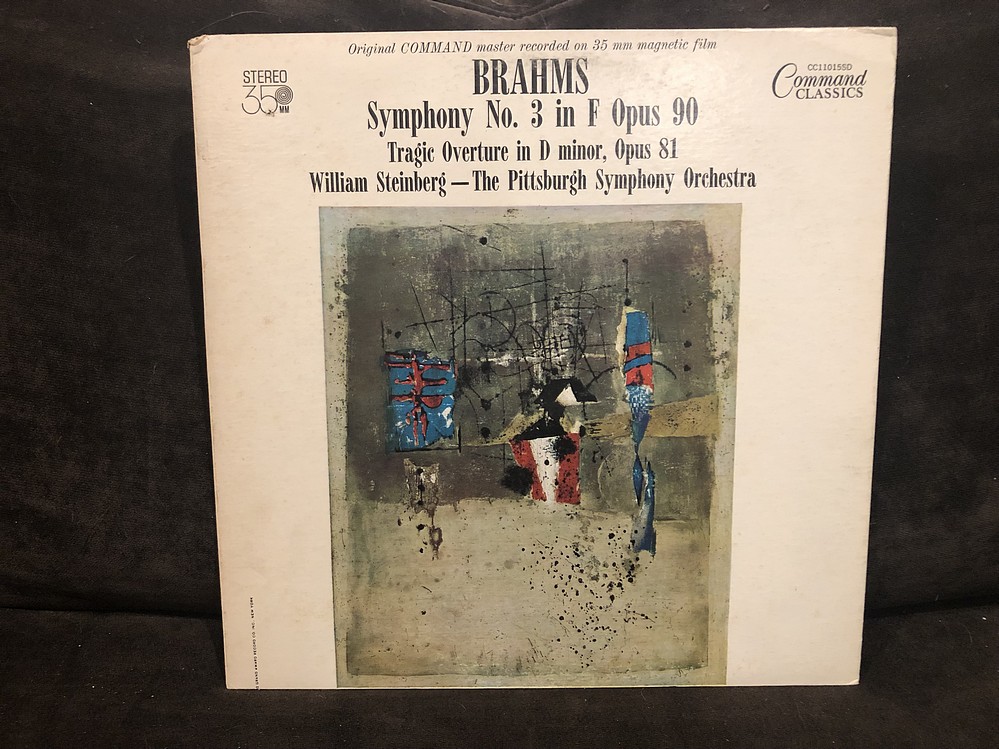 Original COMMAND master recorded on 35 mm magnetic film
STEREO
35
MM
CC11015SD
Command
CLASSICS
BRAHMS
Symphony No. 3 in F Opus 90
Tragic Overture in D minor, Opus 81
William Steinberg — The Pittsburgh Symphony Orchestra